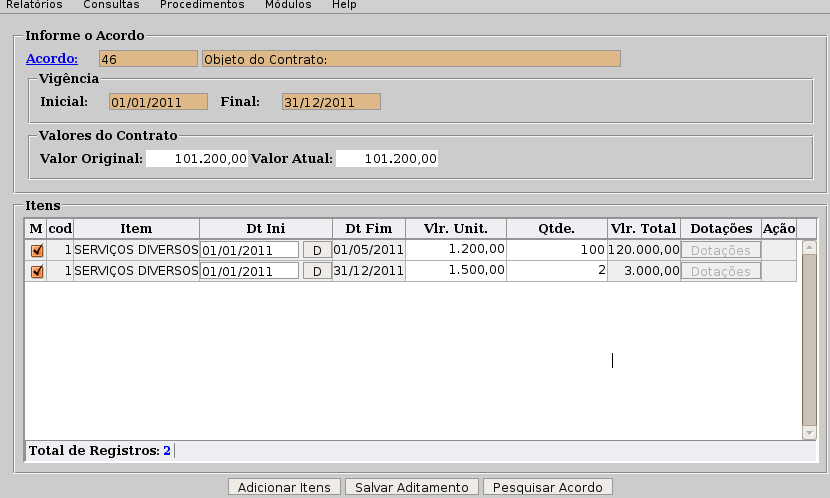 Relatórios Consultas Procedimentos Módulos Help
Informe o Acordo
Acordo: 46 Objeto do Contrato:
Vigência
Inicial: 01/01/2011 Final: 31/12/2011
Valores do Contrato
Valor Original: 101.200,00 Valor Atual: 101.200,00
Itens
M cod Item Dt Ini Dt Fim Vlr. Unit. Qtde. Vlr. Total Dotações Ação
1 SERVIÇOS DIVERSOS 01/01/2011 D 01/05/2011 1.200,00 100 120.000,00 Dotações
1 SERVIÇOS DIVERSOS 01/01/2011 D 31/12/2011 1.500,00 2 3.000,00 Dotações
Total de Registros: 2
Adicionar Itens Salvar Aditamento Pesquisar Acordo